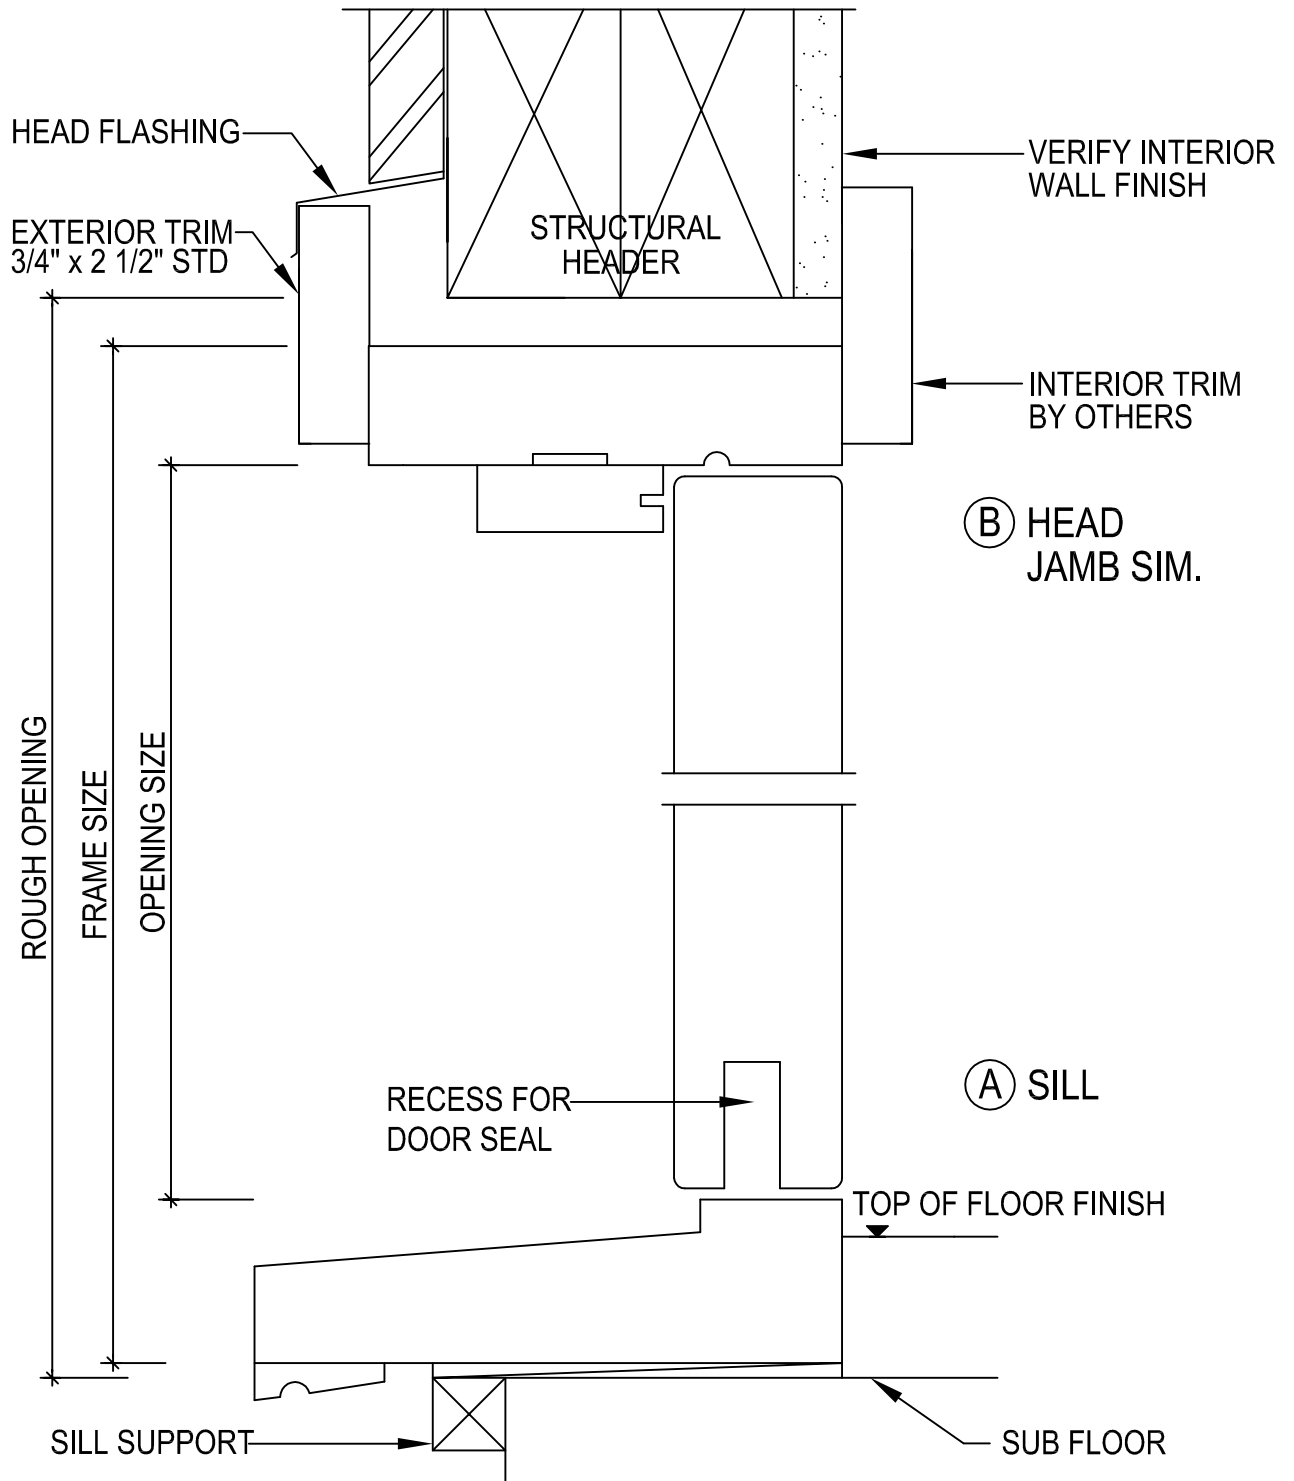 HEAD FLASHING
VERIFY INTERIOR
WALL FINISH
EXTERIOR TRIM
3/4" x 2 1/2" STD
STRUCTURAL
HEADER
INTERIOR TRIM
BY OTHERS
B HEAD
JAMB SIM.
ROUGH OPENING
FRAME SIZE
OPENING SIZE
A SILL
RECESS FOR
DOOR SEAL
TOP OF FLOOR FINISH
SILL SUPPORT
SUB FLOOR